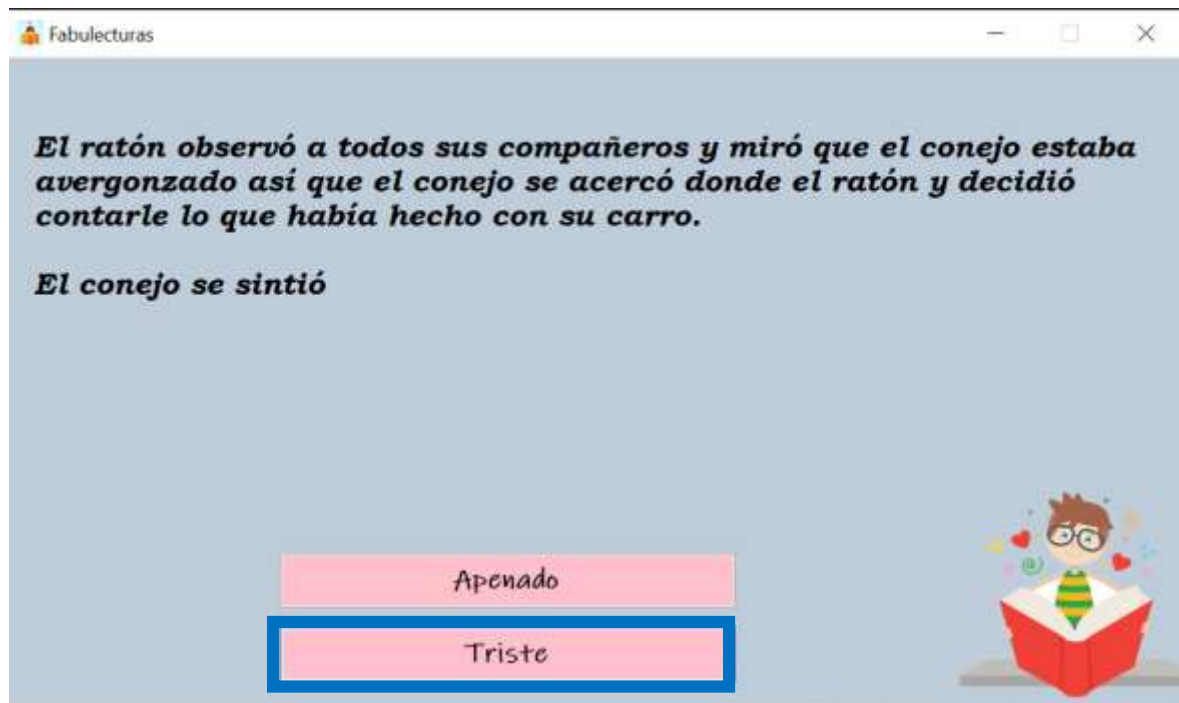 Fabulecturas
El ratón observó a todos sus compañeros y miró que el conejo estaba
avergonzado así que el conejo se acercó donde el ratón y decidió
contarle lo que había hecho con su carro.
El conejo se sintió
Apenado
Triste